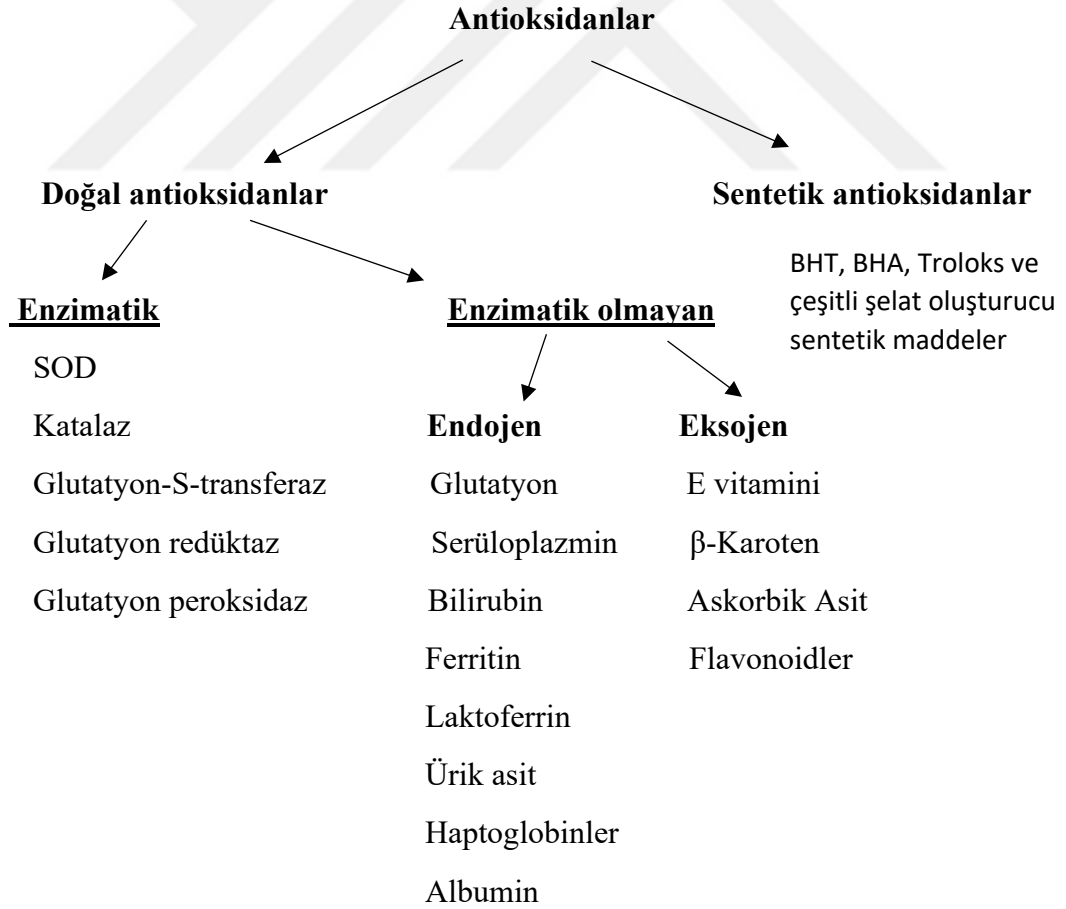 Antioksidanlar
Doğal antioksidanlar
Sentetik antioksidanlar
BHT, BHA, Troloks ve
çeşitli şelat oluşturucu
sentetik maddeler
Enzimatik
SOD
Katalaz
Glutatyon-S-transferaz
Glutatyon redüktaz
Glutatyon peroksidaz
Enzimatik olmayan
Endojen
Glutatyon
Serüloplazmin
Bilirubin
Ferritin
Laktoferrin
Ürik asit
Haptoglobinler
Albumin
Eksojen
E vitamini
β-Karoten
Askorbik Asit
Flavonoidler